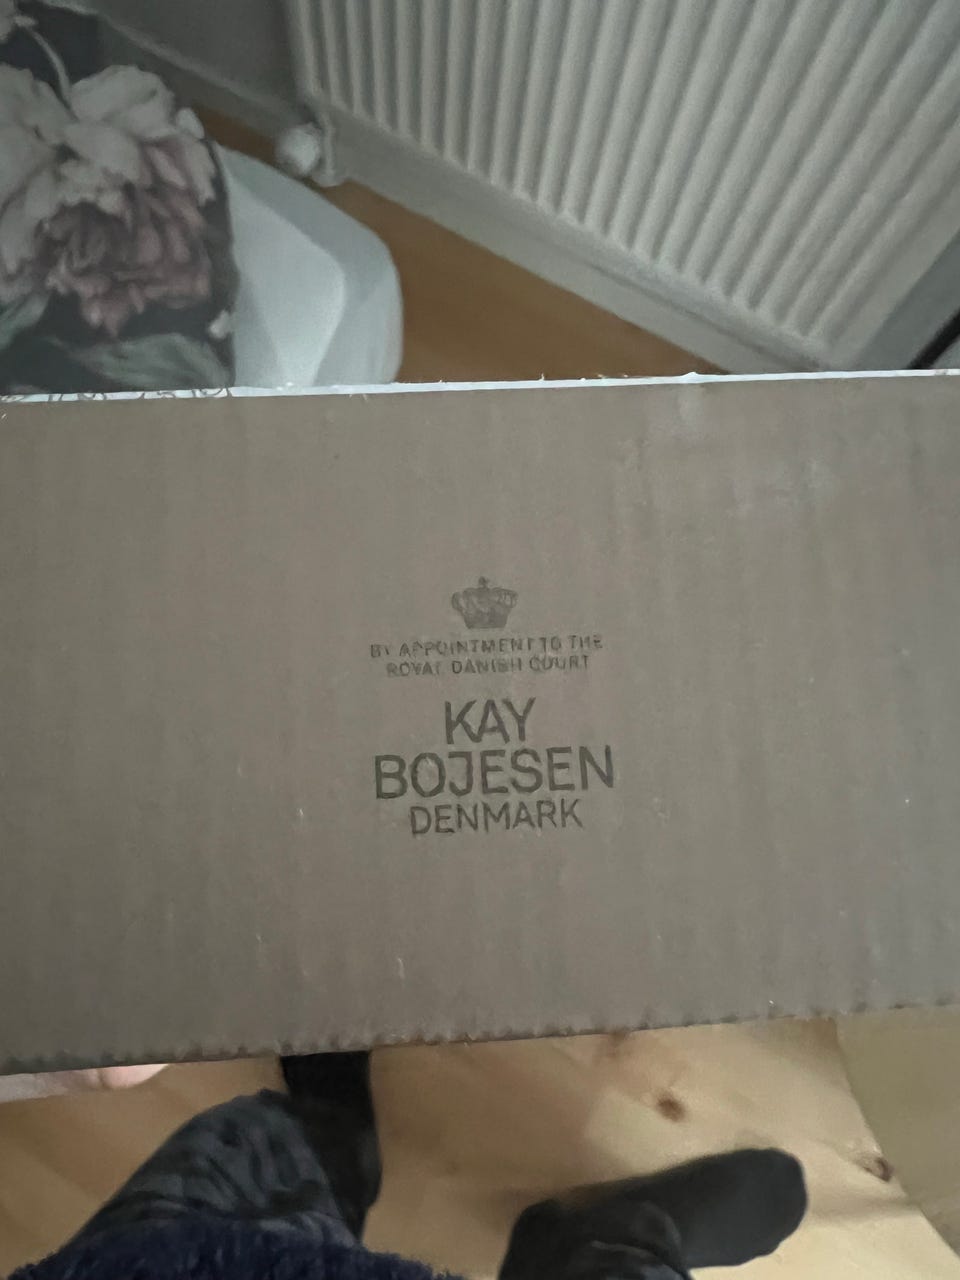 BY APPOINTMENT TO THE
ROYAL DANISH COURT
KAY
BOJESEN
DENMARK